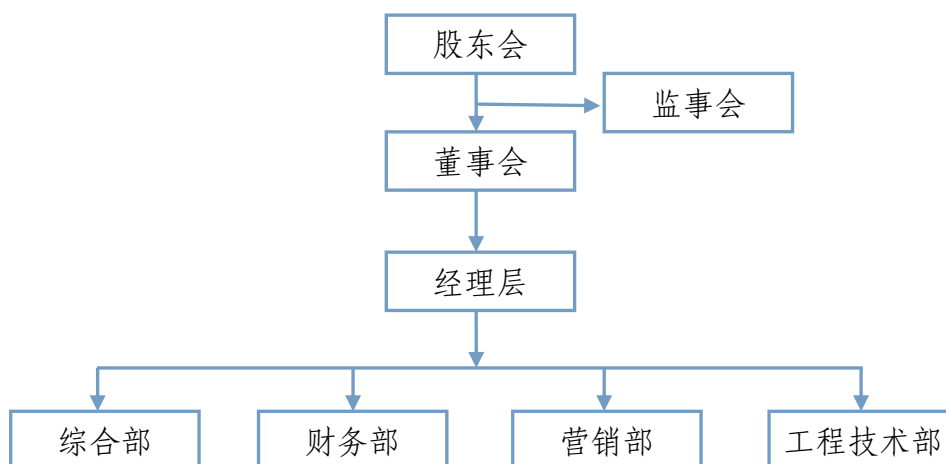 股东会
监事会
董事会
经理层
综合部
财务部
营销部
工程技术部